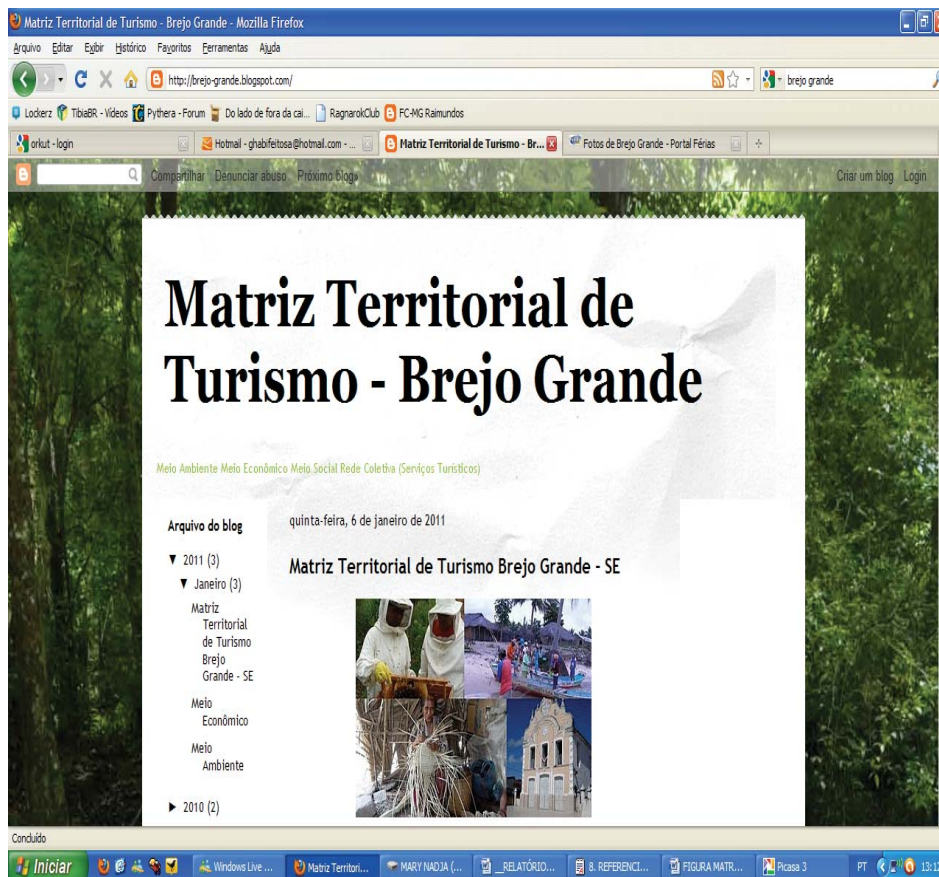 Matriz Territorial de Turismo - Brejo Grande - Mozilla Firefox
Arquivo Editar Exibir Histórico Favoritos Ferramentas Ajuda
http://brejo-grande.blogspot.com/ brejo grande
Lockerz TibiaBR - Vídeos Pythera - Forum Do lado de fora da cai... RagnarokClub FC-MG Raimundos
orkut - login Hotmail - ghabifeitosa@hotmail.com - ... Matriz Territorial de Turismo - Br... Fotos de Brejo Grande - Portal Férias
Compartilhar Denunciar abuso Próximo blog» Criar um blog Login
Matriz Territorial de
Turismo - Brejo Grande
Meio Ambiente Meio Econômico Meio Social Rede Coletiva (Serviços Turísticos)
Arquivo do blog
▼ 2011 (3)
▼ Janeiro (3)
Matriz
Territorial
de Turismo
Brejo
Grande - SE
Meio
Econômico
Meio
Ambiente
► 2010 (2)
quinta-feira, 6 de janeiro de 2011
Matriz Territorial de Turismo Brejo Grande - SE
Concluído
Iniciar Windows Live ... Matriz Territori... MARY NADJA (... __RELATÓRIO... 8. REFERENCI... FIGURA MATR... Picasa 3 PT